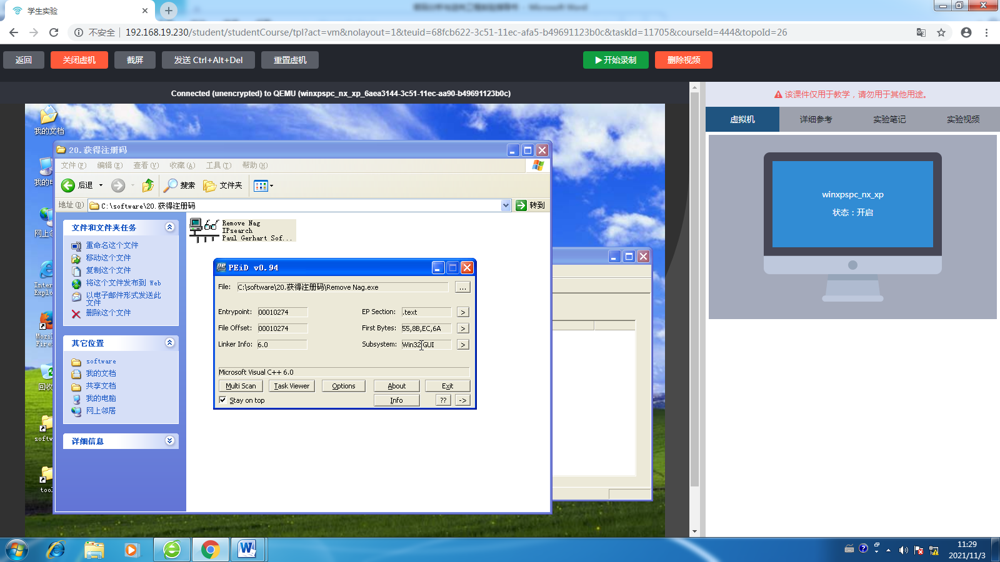 学生实验
不安全
192.168.19.230/student/studentCourse/tpl?act=vm&nolayout=1&teuid=68fcb622-3c51-11ec-afa5-b49691123b0c&taskId=11705&courseId=444&topoId=26
返回
关闭虚机
截屏
发送 Ctrl+Alt+Del
重置虚机
开始录制
删除视频
Connected (unencrypted) to QEMU (winxpspc_nx_xp_6aea3144-3c51-11ec-aa90-b49691123b0c)
该课件仅用于教学，请勿用于其他用途。
虚拟机
详细参考
实验笔记
实验视频
winxpspc_nx_xp
状态：开启
我的文档
我的电
网上令
Inter
Explo
Mozi
Fire
回收
softw
tool
20.获得注册码
文件(F)
编辑(E)
查看(V)
收藏(A)
工具(T)
帮助(H)
后退
搜索
文件夹
地址(D)
C:\software\20.获得注册码
转到
文件和文件夹任务
重命名这个文件
移动这个文件
复制这个文件
将这个文件发布到 Web
以电子邮件形式发送此
文件
删除这个文件
其它位置
software
我的文档
共享文档
我的电脑
网上邻居
详细信息
Remove Nag
IPsearch
Paul Gerhart Sof...
PEiD v0.94
File:
C:\software\20.获得注册码\Remove Nag.exe
...
Entrypoint:
00010274
EP Section:
.text
>
File Offset:
00010274
First Bytes:
55,8B,EC,6A
>
Linker Info:
6.0
Subsystem:
Win32 GUI
>
Microsoft Visual C++ 6.0
Multi Scan
Task Viewer
Options
About
Exit
Stay on top
Info
??
->
11:29
2021/11/3